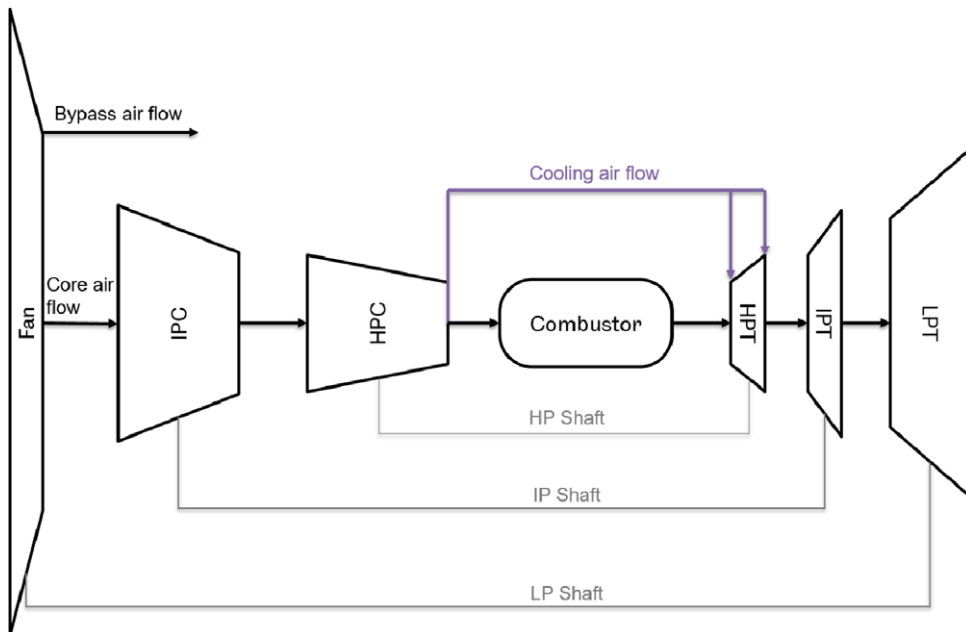 Bypass air flow
Cooling air flow
Core air
flow
Fan
IPC
HPC
Combustor
HPT
IPT
LPT
HP Shaft
IP Shaft
LP Shaft